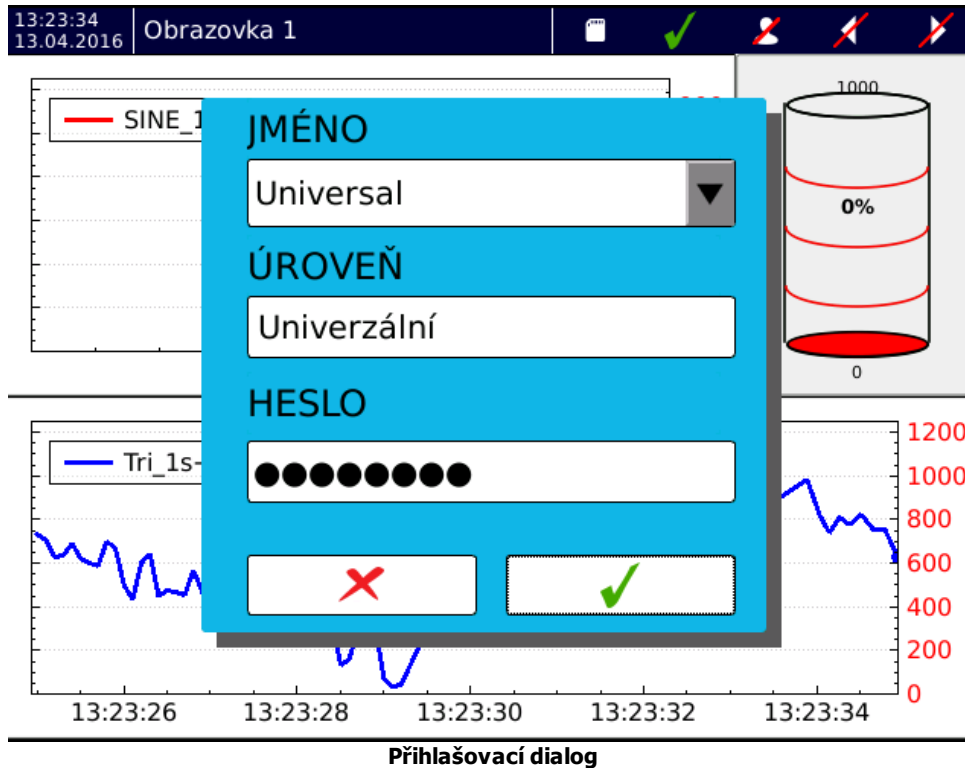 13:23:34
13.04.2016
Obrazovka 1
SINE_1
1000
0%
0
JMÉNO
Universal
ÚROVEŇ
Univerzální
HESLO
Tri_1s-
1200
1000
800
600
400
200
0
13:23:26 13:23:28 13:23:30 13:23:32 13:23:34
Přihlašovací dialog